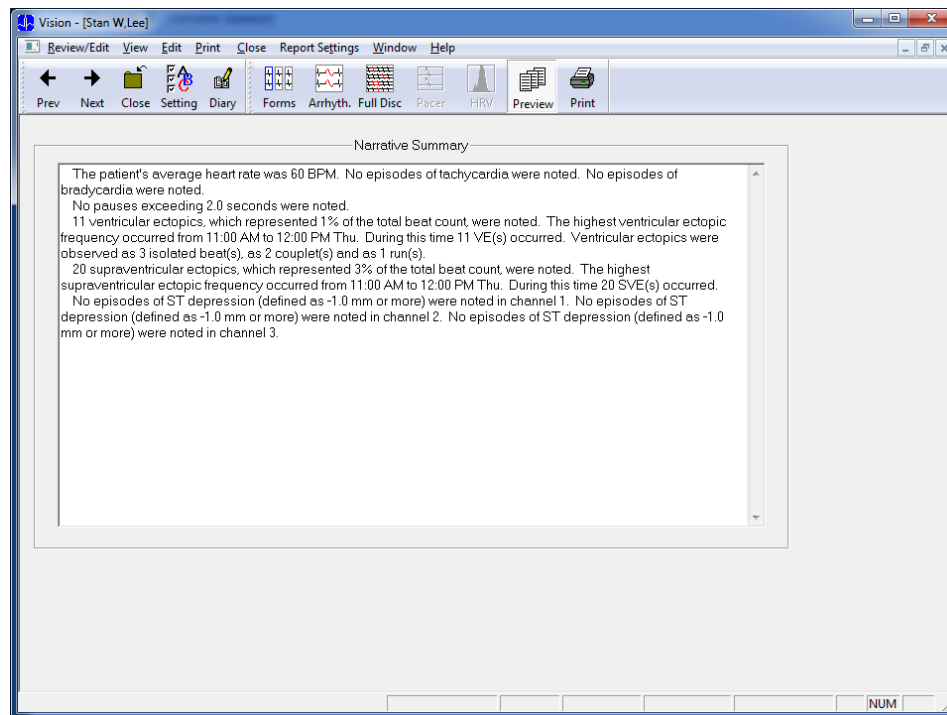 Vision - [Stan W,Lee]
Review/Edit View Edit Print Close Report Settings Window Help
Prev Next Close Setting Diary Forms Arrhyth. Full Disc Pacer HRV Preview Print
Narrative Summary
The patient's average heart rate was 60 BPM. No episodes of tachycardia were noted. No episodes of
bradycardia were noted.
No pauses exceeding 2.0 seconds were noted.
11 ventricular ectopics, which represented 1% of the total beat count, were noted. The highest ventricular ectopic
frequency occurred from 11:00 AM to 12:00 PM Thu. During this time 11 VE(s) occurred. Ventricular ectopics were
observed as 3 isolated beat(s), as 2 couplet(s) and as 1 run(s).
20 supraventricular ectopics, which represented 3% of the total beat count, were noted. The highest
supraventricular ectopic frequency occurred from 11:00 AM to 12:00 PM Thu. During this time 20 SVE(s) occurred.
No episodes of ST depression (defined as -1.0 mm or more) were noted in channel 1. No episodes of ST
depression (defined as -1.0 mm or more) were noted in channel 2. No episodes of ST depression (defined as -1.0
mm or more) were noted in channel 3.
NUM